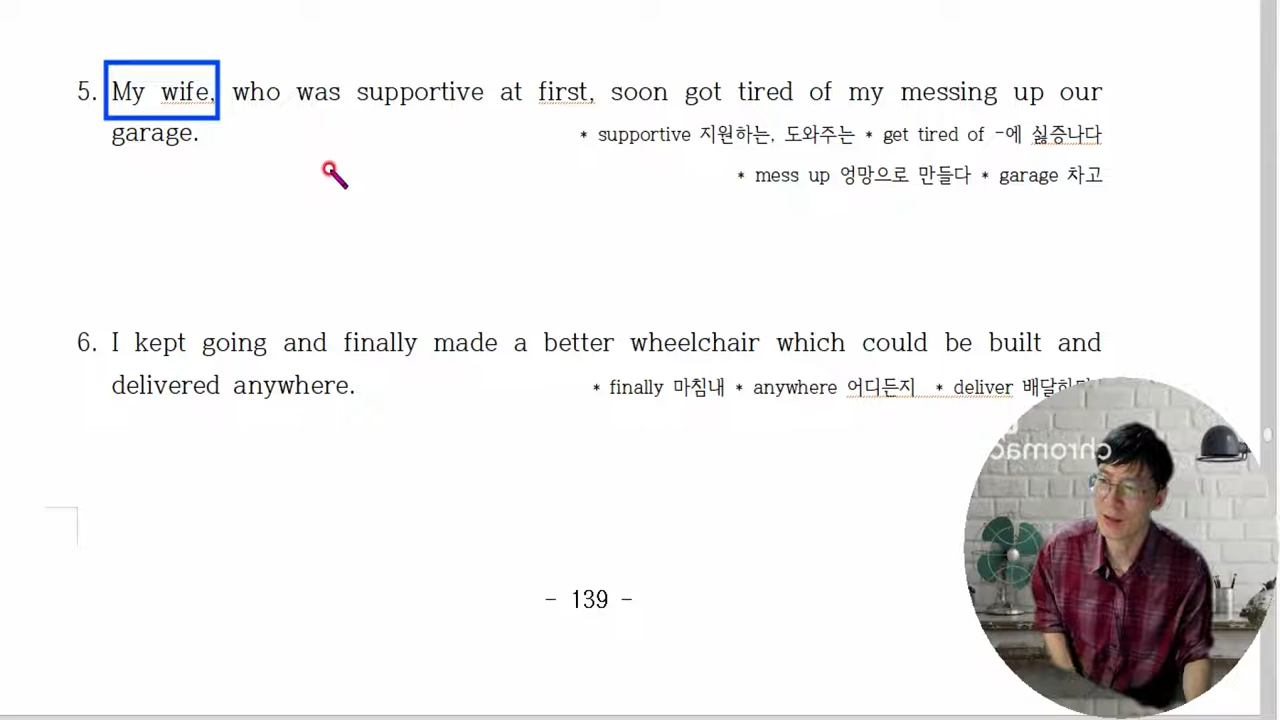 5. My wife, who was supportive at first, soon got tired of my messing up our
garage. * supportive 지원하는, 도와주는 * get tired of -에 싫증나다
* mess up 엉망으로 만들다 * garage 차고
6. I kept going and finally made a better wheelchair which could be built and
delivered anywhere. * finally 마침내 * anywhere 어디든지 * deliver
- 139 -